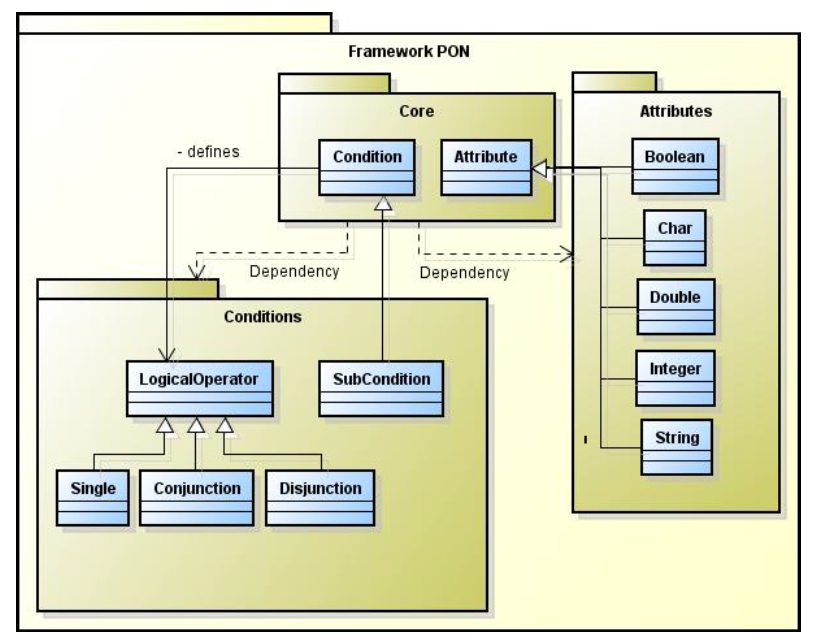 Framework PON
Core
Attributes
- defines
Condition
Attribute
Boolean
Char
Dependency
Dependency
Double
Conditions
LogicalOperator
SubCondition
Integer
String
Single
Conjunction
Disjunction